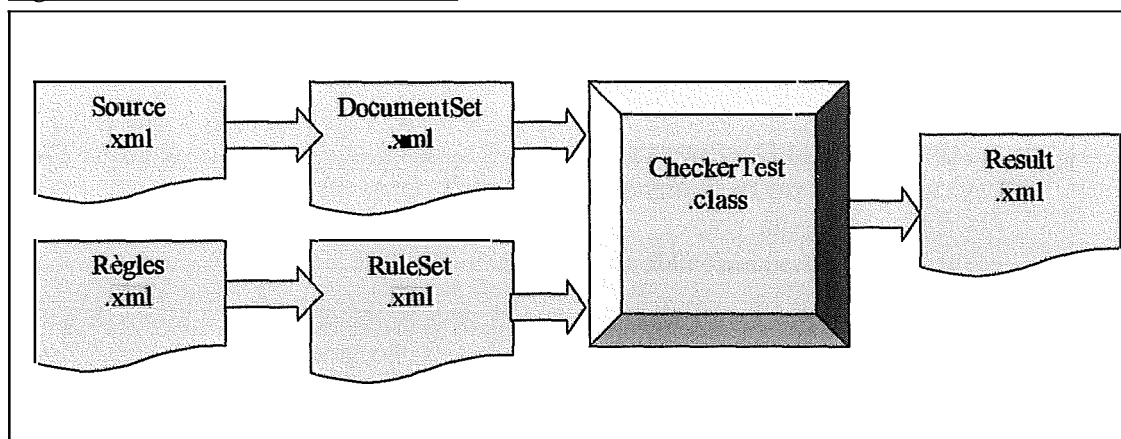 Source
.xml
DocumentSet
.xml
CheckerTest
.class
Result
.xml
Règles
.xml
RuleSet
.xml